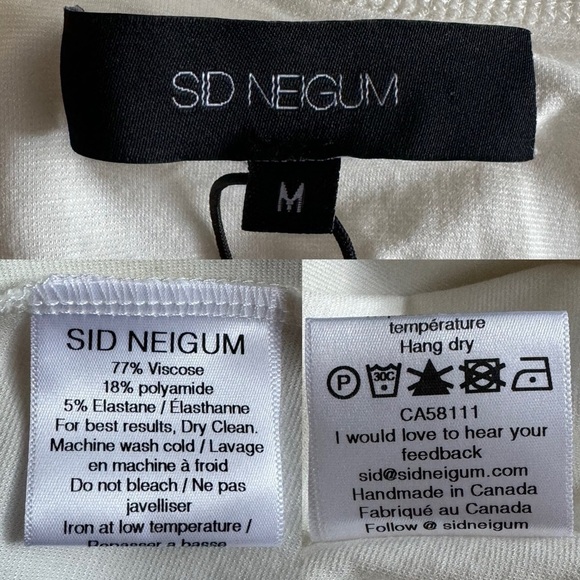 SID NEIGUM
M
SID NEIGUM
77% Viscose
18% polyamide
5% Elastane / Élasthanne
For best results, Dry Clean.
Machine wash cold / Lavage
en machine à froid
Do not bleach / Ne pas
javelliser
Iron at low temperature /
Repasser a basse
température
Hang dry
P 30C
CA58111
I would love to hear your
feedback
sid@sidneigum.com
Handmade in Canada
Fabriqué au Canada
Follow @ sidneigum